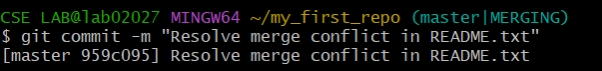 CSE LAB@lab02027 MINGW64 ~/my_first_repo (master|MERGING)
$ git commit -m "Resolve merge conflict in README.txt"
[master 959c095] Resolve merge conflict in README.txt